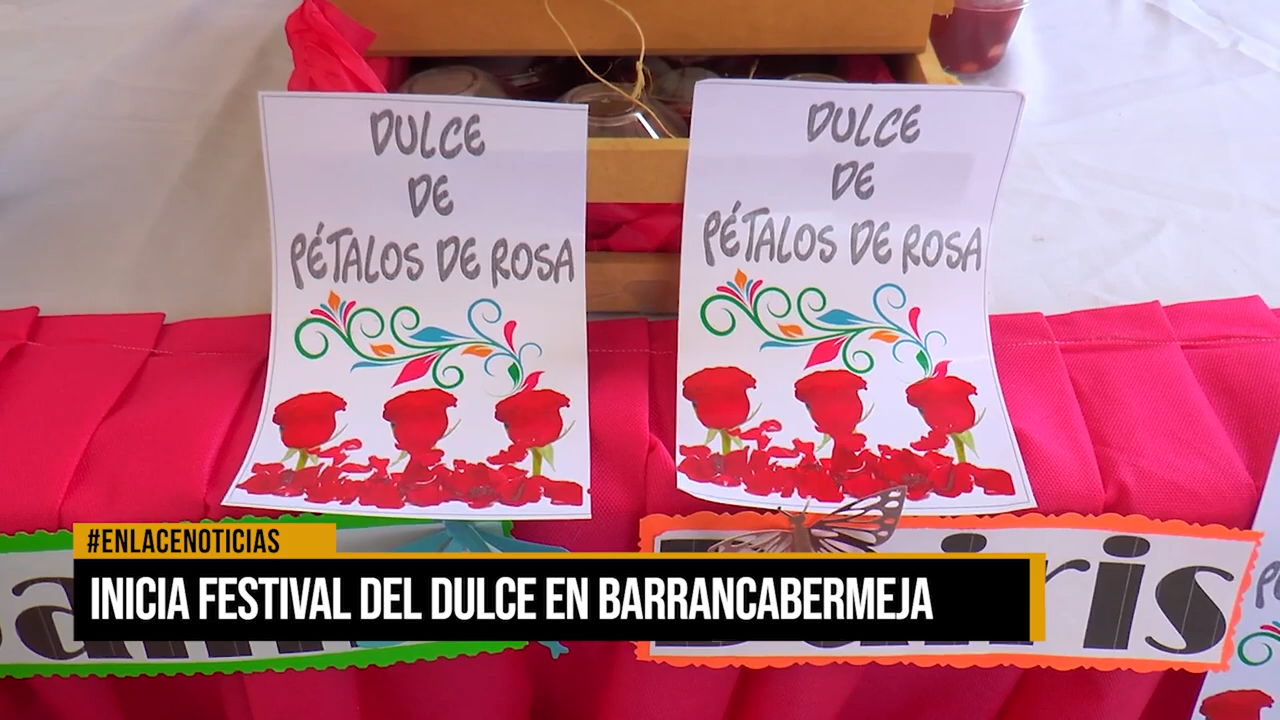 DULCE
DE
PÉTALOS DE ROSA
DULCE
DE
PÉTALOS DE ROSA
#ENLACENOTICIAS
INICIA FESTIVAL DEL DULCE EN BARRANCABERMEJA